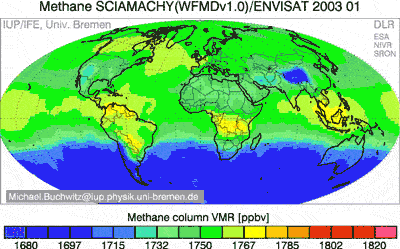 Methane SCIAMACHY(WFMDv1.0)/ENVISAT 2003 01
IUP/IFE, Univ. Bremen
DLR
ESA
NIVR
SRON
Michael.Buchwitz@iup.physik.uni-bremen.de
Methane column VMR [ppbv]
1680 1697 1715 1732 1750 1767 1785 1802 1820